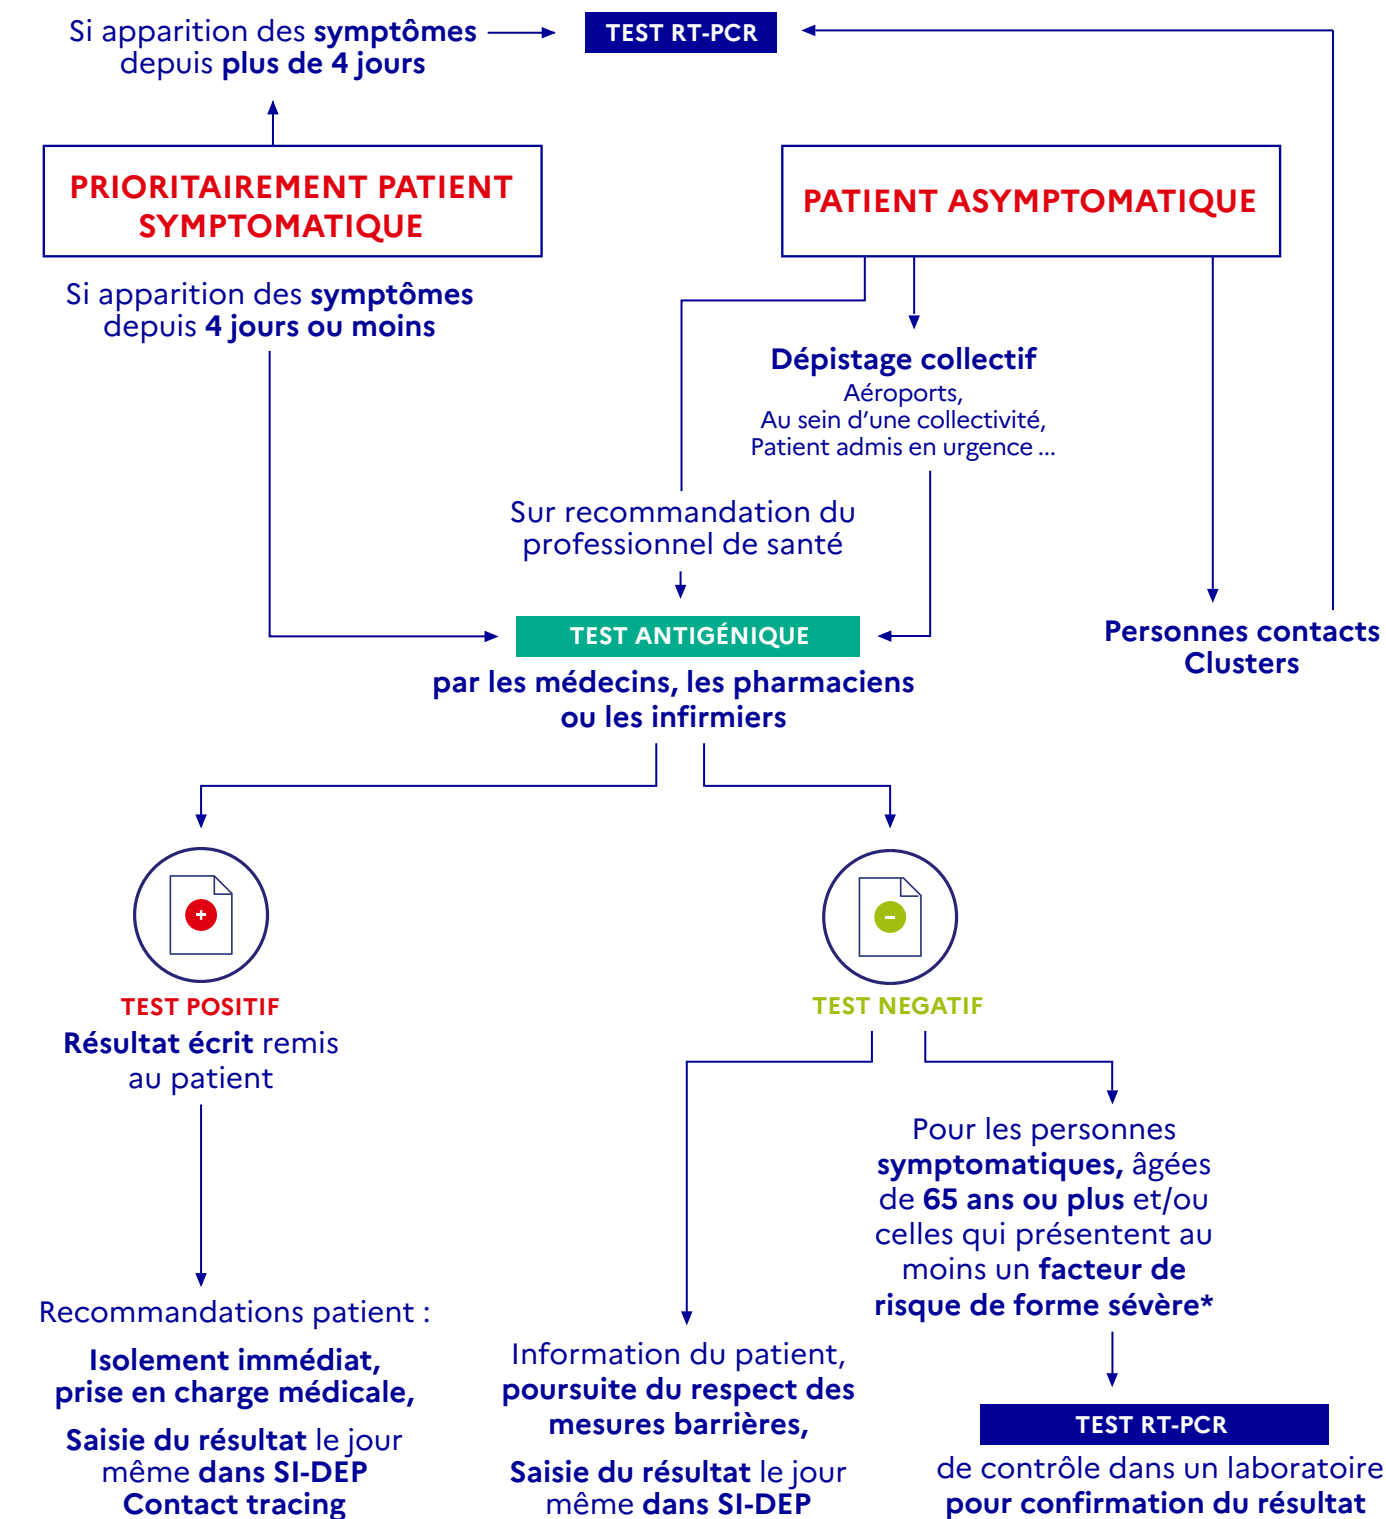 Si apparition des symptômes
depuis plus de 4 jours
TEST RT-PCR
PRIORITAIREMENT PATIENT
SYMPTOMATIQUE
PATIENT ASYMPTOMATIQUE
Si apparition des symptômes
depuis 4 jours ou moins
Dépistage collectif
Aéroports,
Au sein d'une collectivité,
Patient admis en urgence ...
Sur recommandation du
professionnel de santé
Personnes contacts
Clusters
TEST ANTIGÉNIQUE
par les médecins, les pharmaciens
ou les infirmiers
+
TEST POSITIF
Résultat écrit remis
au patient
Recommandations patient :
Isolement immédiat,
prise en charge médicale,
Saisie du résultat le jour
même dans SI-DEP
Contact tracing
-
TEST NEGATIF
Information du patient,
poursuite du respect des
mesures barrières,
Saisie du résultat le jour
même dans SI-DEP
Pour les personnes
symptomatiques, âgées
de 65 ans ou plus et/ou
celles qui présentent au
moins un facteur de
risque de forme sévère*
TEST RT-PCR
de contrôle dans un laboratoire
pour confirmation du résultat